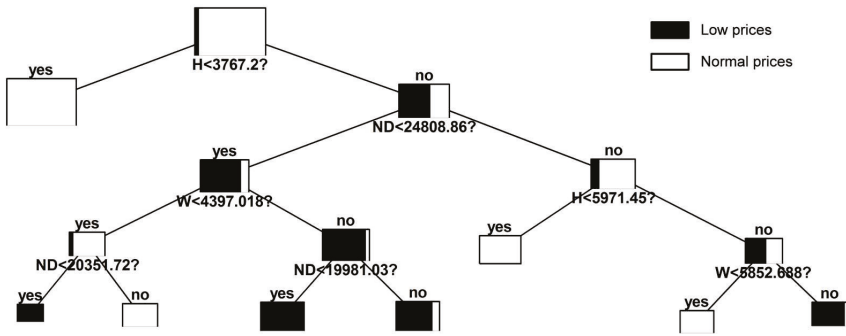 Low prices
Normal prices
H<3767.2?
yes
no
ND<24808.86?
yes
no
W<4397.018?
H<5971.45?
yes
no
yes
no
ND<20351.72?
ND<19981.03?
W<5852.688?
yes
no
yes
no
yes
no